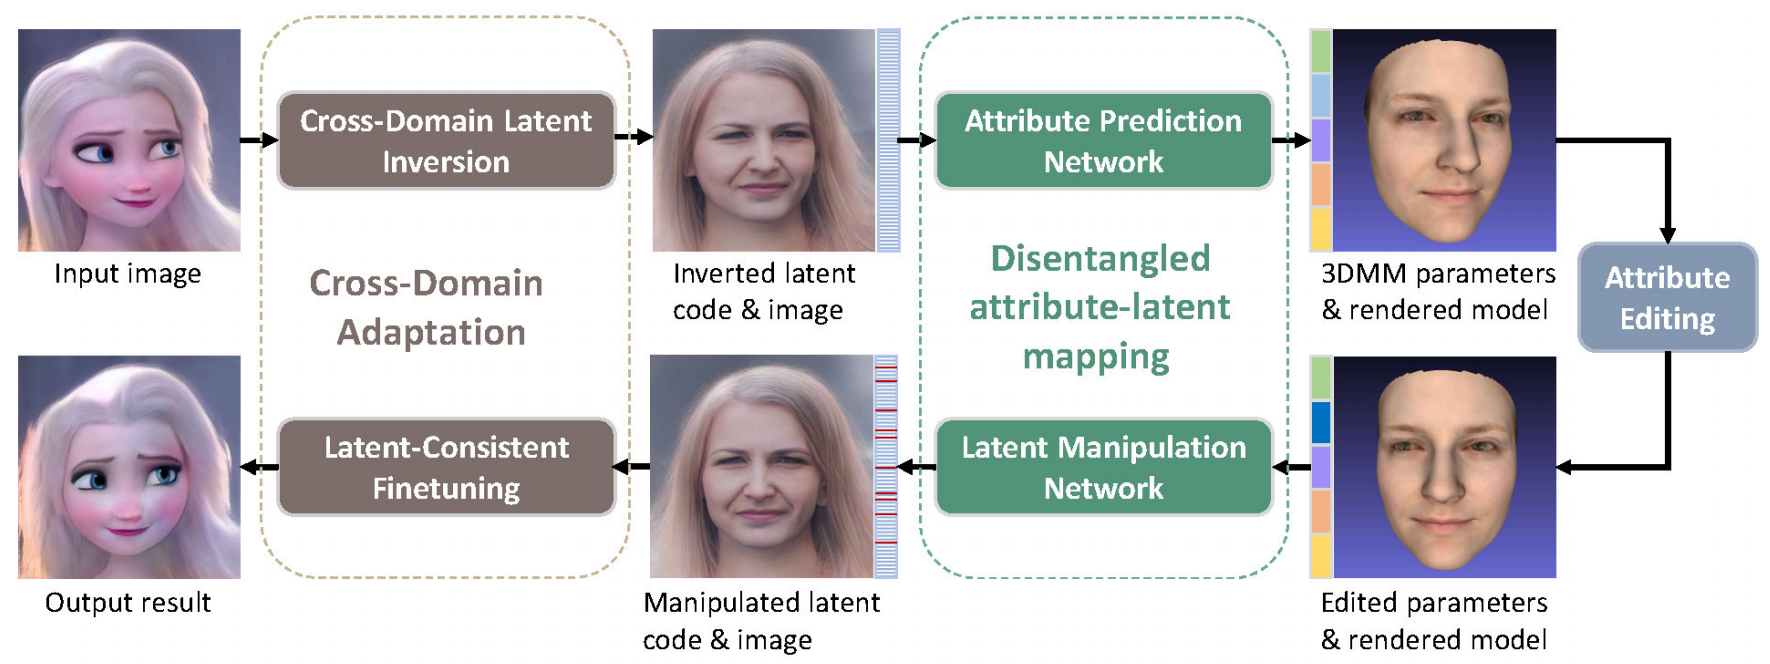 Cross-Domain Latent
Inversion
Attribute Prediction
Network
Input image
Cross-Domain
Adaptation
Inverted latent
code & image
Disentangled
attribute-latent
mapping
3DMM parameters
& rendered model
Attribute
Editing
Latent-Consistent
Finetuning
Latent Manipulation
Network
Output result
Manipulated latent
code & image
Edited parameters
& rendered model